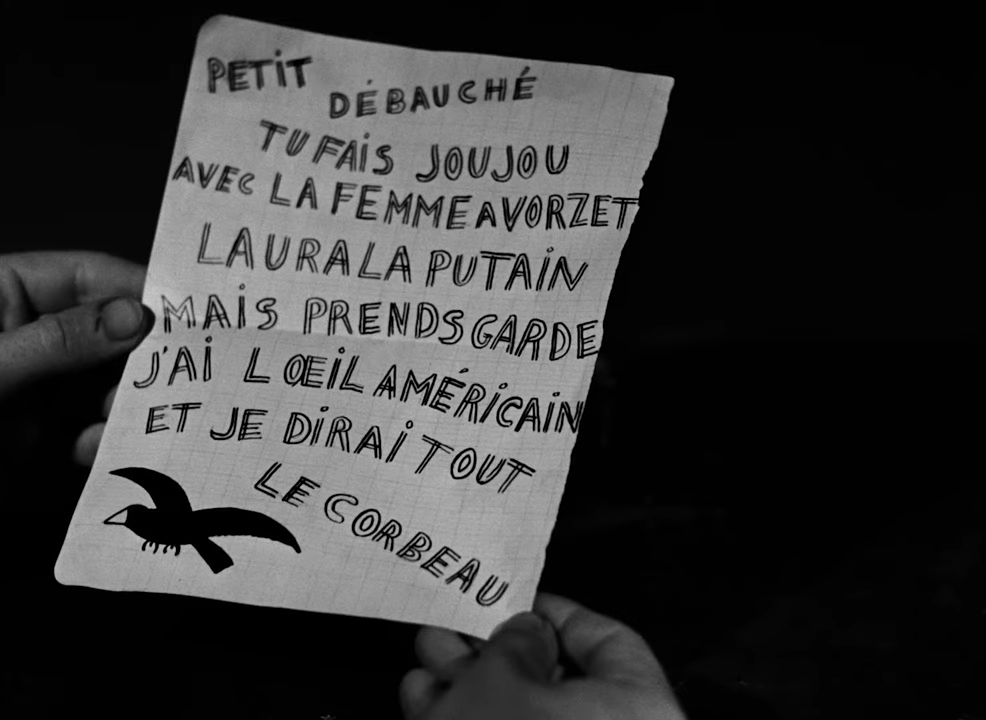 PETIT
DÉBAUCHÉ
TU FAIS JOUJOU
AVEC LA FEMME A VORZET
LAURA LA PUTAIN
MAIS PRENDS GARDE
J'AI L ŒIL AMÉRICAIN
ET JE DIRAI TOUT
LE CORBEAU